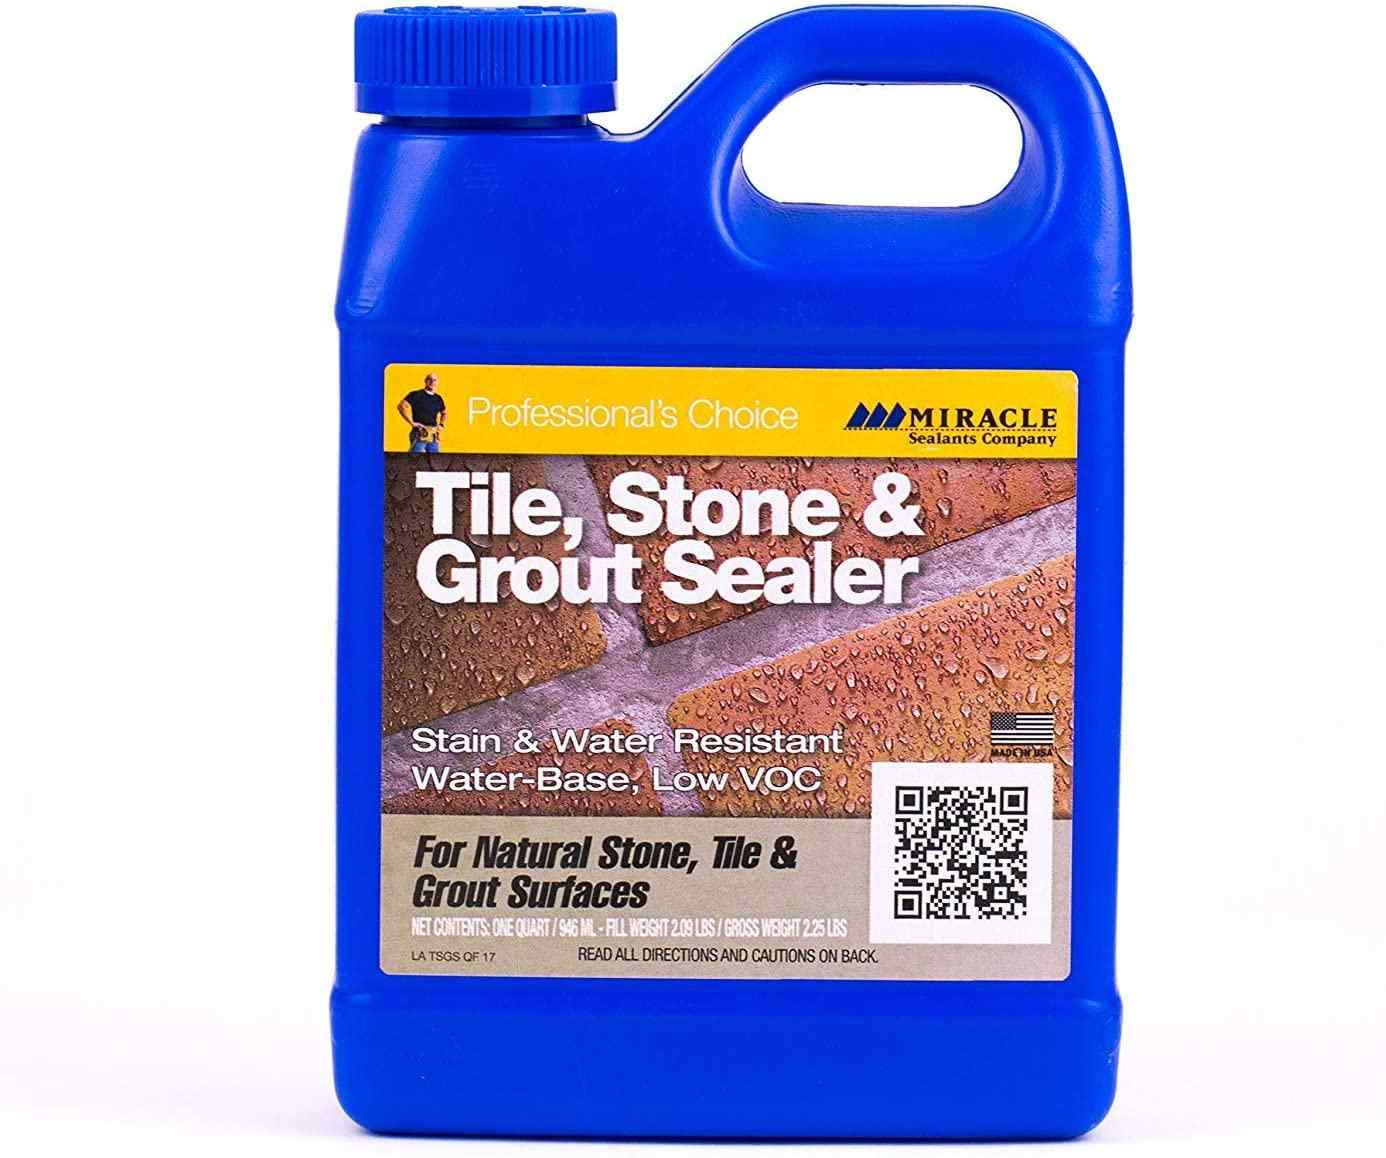 Professional's Choice
MIRACLE
Sealants Company
Tile, Stone &
Grout Sealer
Stain & Water Resistant
Water-Base, Low VOC
MADE IN USA
For Natural Stone, Tile &
Grout Surfaces
NET CONTENTS: ONE QUART / 946 ML - FILL WEIGHT 2.09 LBS / GROSS WEIGHT 2.25 LBS
LA TSGS QF 17
READ ALL DIRECTIONS AND CAUTIONS ON BACK.